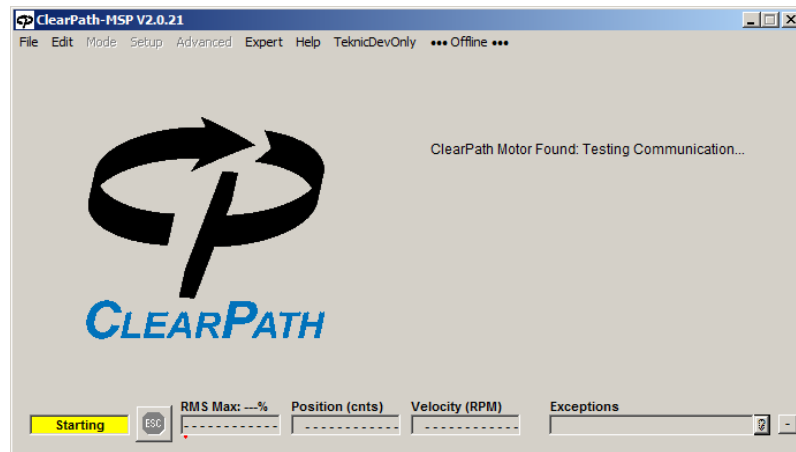 ClearPath-MSP V2.0.21
File Edit Mode Setup Advanced Expert Help TeknicDevOnly ●●● Offline ●●●
ClearPath Motor Found: Testing Communication...
CLEARPATH
RMS Max: ---% Position (cnts) Velocity (RPM) Exceptions
Starting ESC ------------ ------------ ------------ -